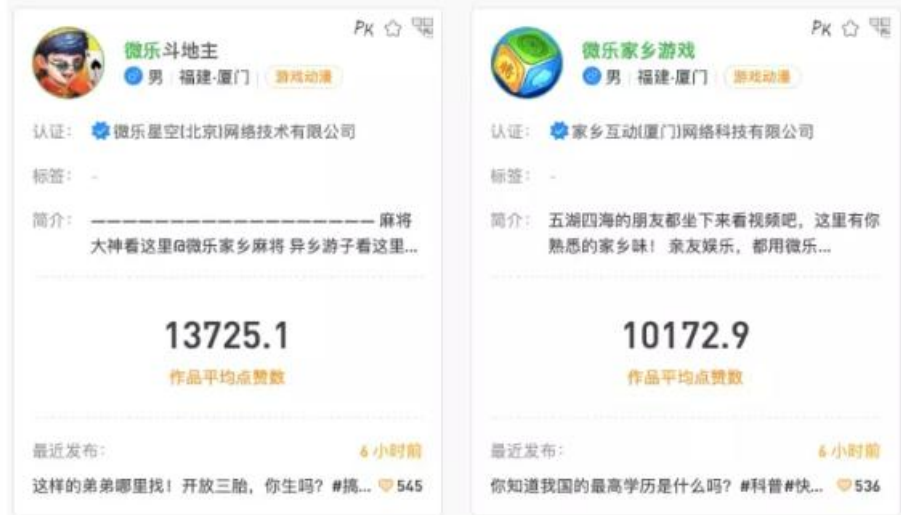 PK
微乐斗地主
男 福建·厦门 游戏动漫
认证： 微乐星空(北京)网络技术有限公司
标签： -
简介： —————————————————— 麻将
大神看这里@微乐家乡麻将 异乡游子看这里...
13725.1
作品平均点赞数
最近发布： 6 小时前
这样的弟弟哪里找！开放三胎，你生吗？#搞... 545
PK
微乐家乡游戏
男 福建·厦门 游戏动漫
认证： 家乡互动(厦门)网络科技有限公司
标签： -
简介： 五湖四海的朋友都坐下来看视频吧，这里有你
熟悉的家乡味！ 亲友娱乐，都用微乐...
10172.9
作品平均点赞数
最近发布： 6 小时前
你知道我国的最高学历是什么吗？#科普#快... 536